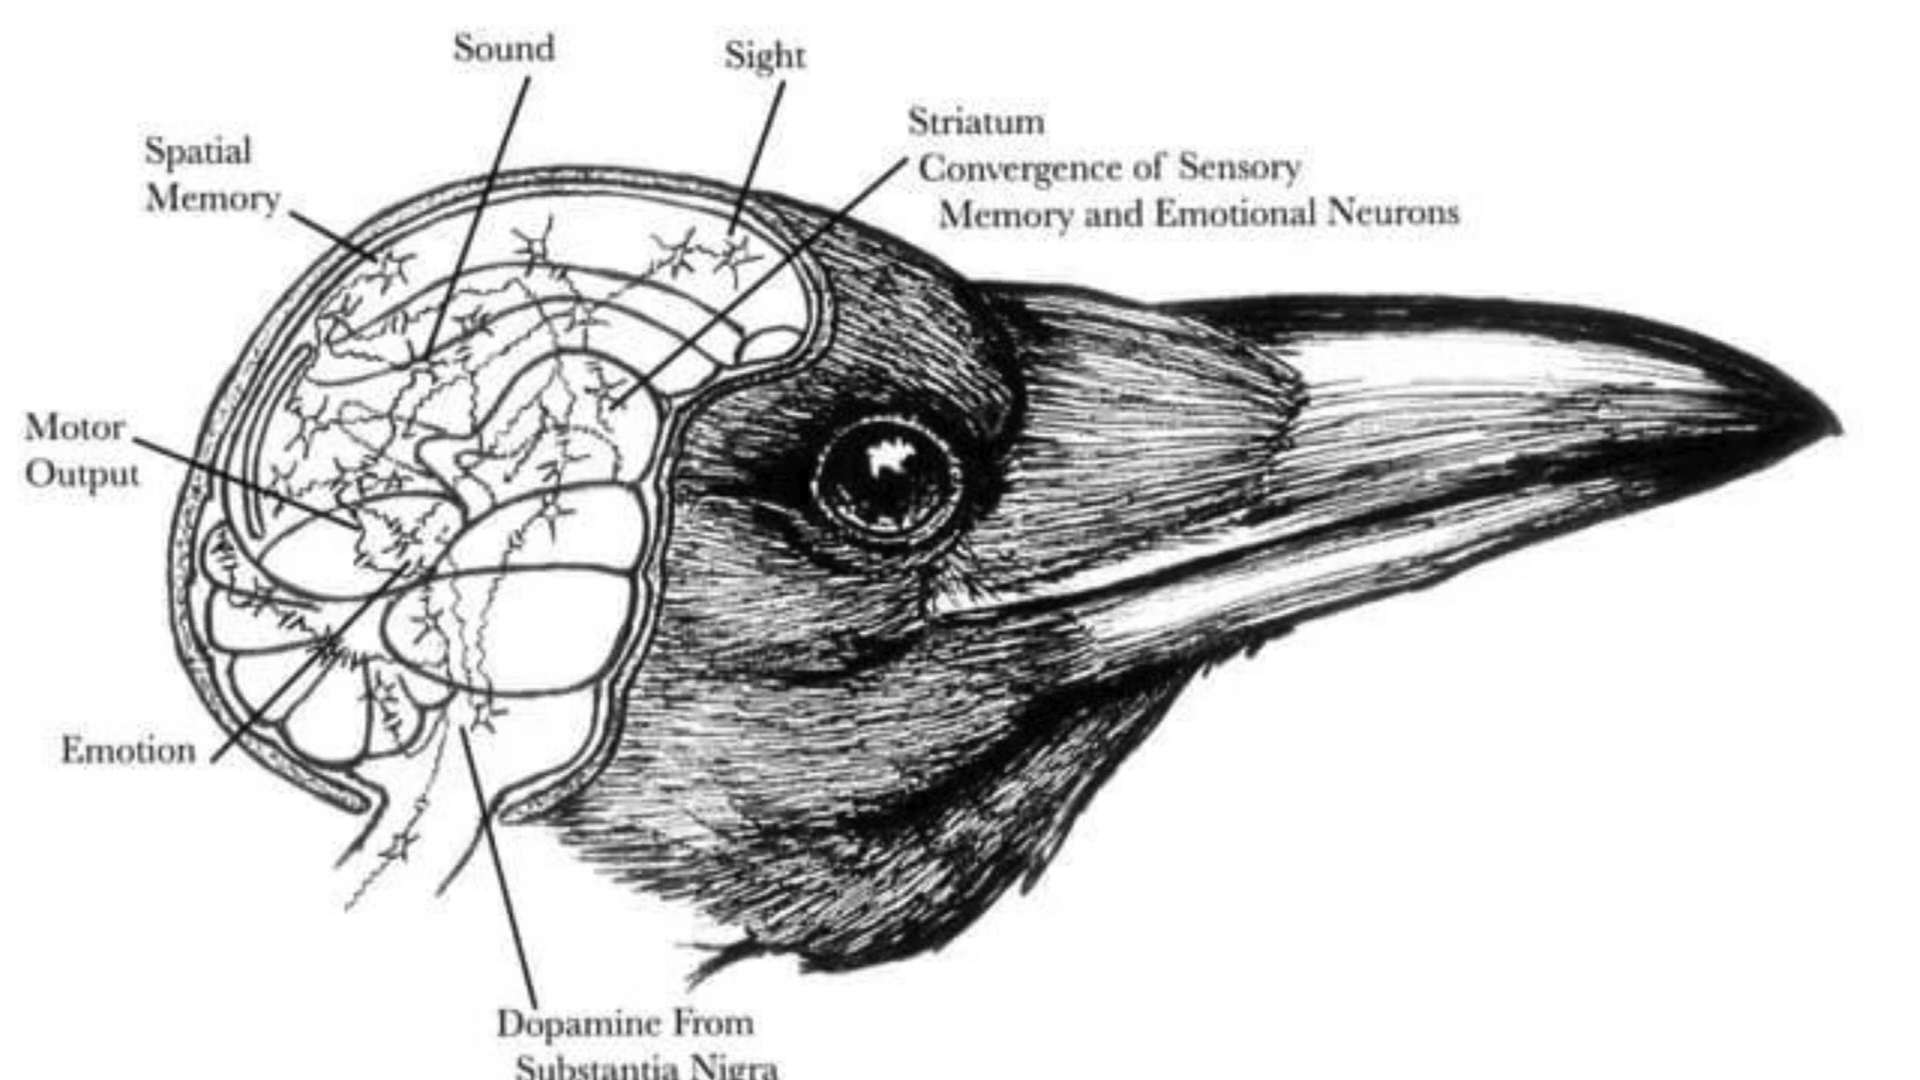 Sound
Sight
Striatum
Convergence of Sensory
Memory and Emotional Neurons
Spatial
Memory
Motor
Output
Emotion
Dopamine From
Substantia Nigra